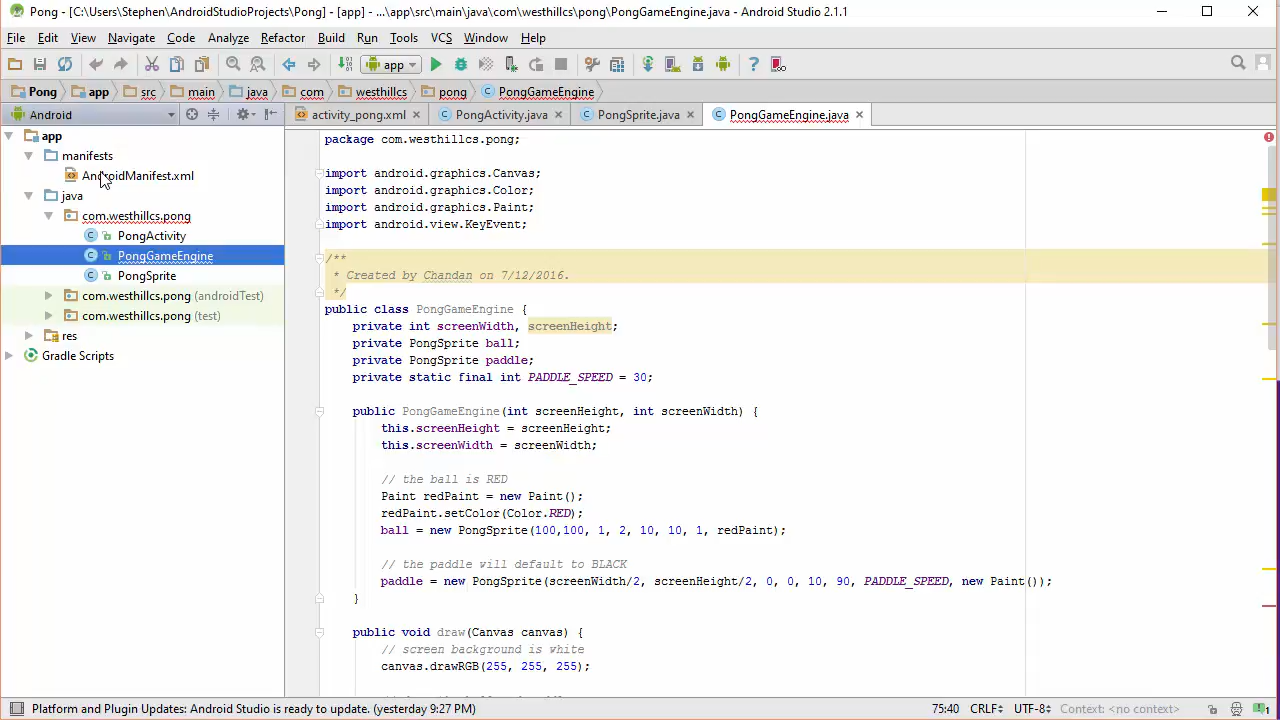 Pong - [C:\Users\Stephen\AndroidStudioProjects\Pong] - [app] - ...\app\src\main\java\com\westhillcs\pong\PongGameEngine.java - Android Studio 2.1.1
File Edit View Navigate Code Analyze Refactor Build Run Tools VCS Window Help
app
Pong app src main java com westhillcs pong PongGameEngine
Android
activity_pong.xml PongActivity.java PongSprite.java PongGameEngine.java
app
manifests
AndroidManifest.xml
java
com.westhillcs.pong
PongActivity
PongGameEngine
PongSprite
com.westhillcs.pong (androidTest)
com.westhillcs.pong (test)
res
Gradle Scripts
package com.westhillcs.pong;
import android.graphics.Canvas;
import android.graphics.Color;
import android.graphics.Paint;
import android.view.KeyEvent;
/**
* Created by Chandan on 7/12/2016.
*/
public class PongGameEngine {
private int screenWidth, screenHeight;
private PongSprite ball;
private PongSprite paddle;
private static final int PADDLE_SPEED = 30;
public PongGameEngine(int screenHeight, int screenWidth) {
this.screenHeight = screenHeight;
this.screenWidth = screenWidth;
// the ball is RED
Paint redPaint = new Paint();
redPaint.setColor(Color.RED);
ball = new PongSprite(100,100, 1, 2, 10, 10, 1, redPaint);
// the paddle will default to BLACK
paddle = new PongSprite(screenWidth/2, screenHeight/2, 0, 0, 10, 90, PADDLE_SPEED, new Paint());
}
public void draw(Canvas canvas) {
// screen background is white
canvas.drawRGB(255, 255, 255);
Platform and Plugin Updates: Android Studio is ready to update. (yesterday 9:27 PM) 75:40 CRLF UTF-8 Context: <no context> 1